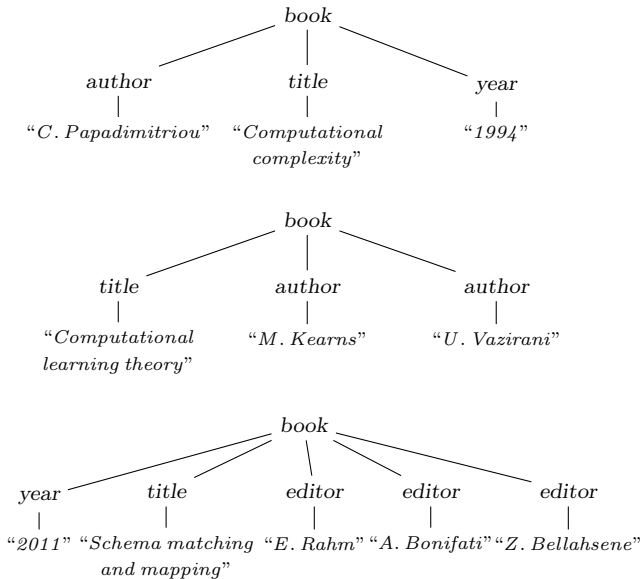 book
author title year
“C. Papadimitriou” “Computational “1994”
complexity”
book
title author author
“Computational “M. Kearns” “U. Vazirani”
learning theory”
book
year title editor editor editor
“2011” “Schema matching “E. Rahm” “A. Bonifati” “Z. Bellahsene”
and mapping”